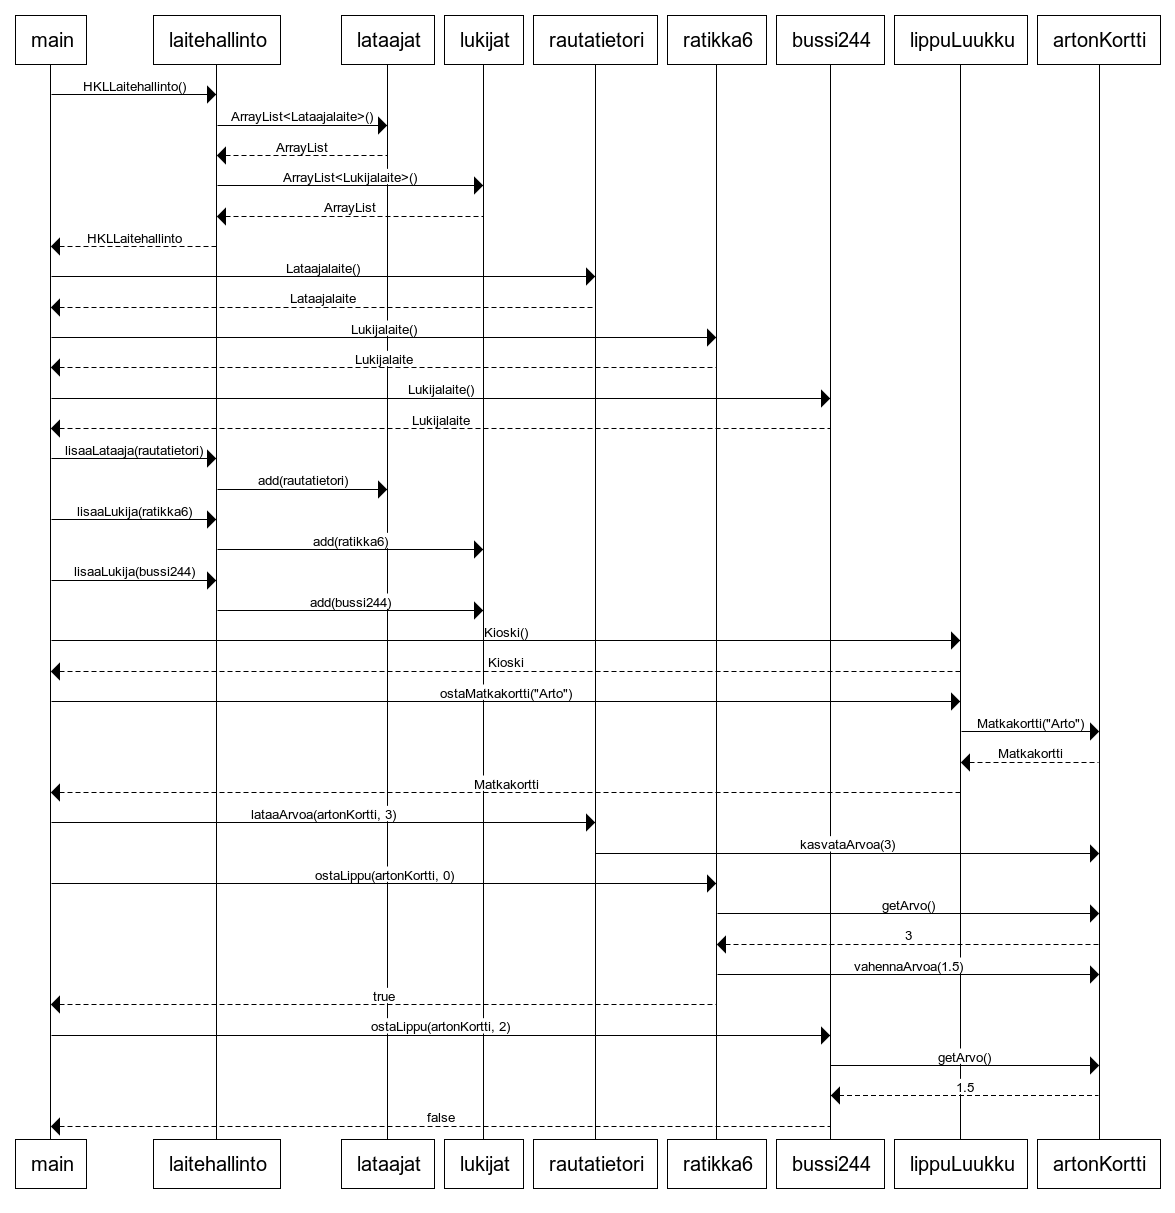 main laitehallinto lataajat lukijat rautatietori ratikka6 bussi244 lippuLuukku artonKortti
HKLLaitehallinto()
ArrayList<Lataajalaite>()
ArrayList
ArrayList<Lukijalaite>()
ArrayList
HKLLaitehallinto
Lataajalaite()
Lataajalaite
Lukijalaite()
Lukijalaite
Lukijalaite()
Lukijalaite
lisaaLataaja(rautatietori)
add(rautatietori)
lisaaLukija(ratikka6)
add(ratikka6)
lisaaLukija(bussi244)
add(bussi244)
Kioski()
Kioski
ostaMatkakortti("Arto")
Matkakortti("Arto")
Matkakortti
Matkakortti
lataaArvoa(artonKortti, 3)
kasvataArvoa(3)
ostaLippu(artonKortti, 0)
getArvo()
3
vahennaArvoa(1.5)
true
ostaLippu(artonKortti, 2)
getArvo()
1.5
false
main laitehallinto lataajat lukijat rautatietori ratikka6 bussi244 lippuLuukku artonKortti